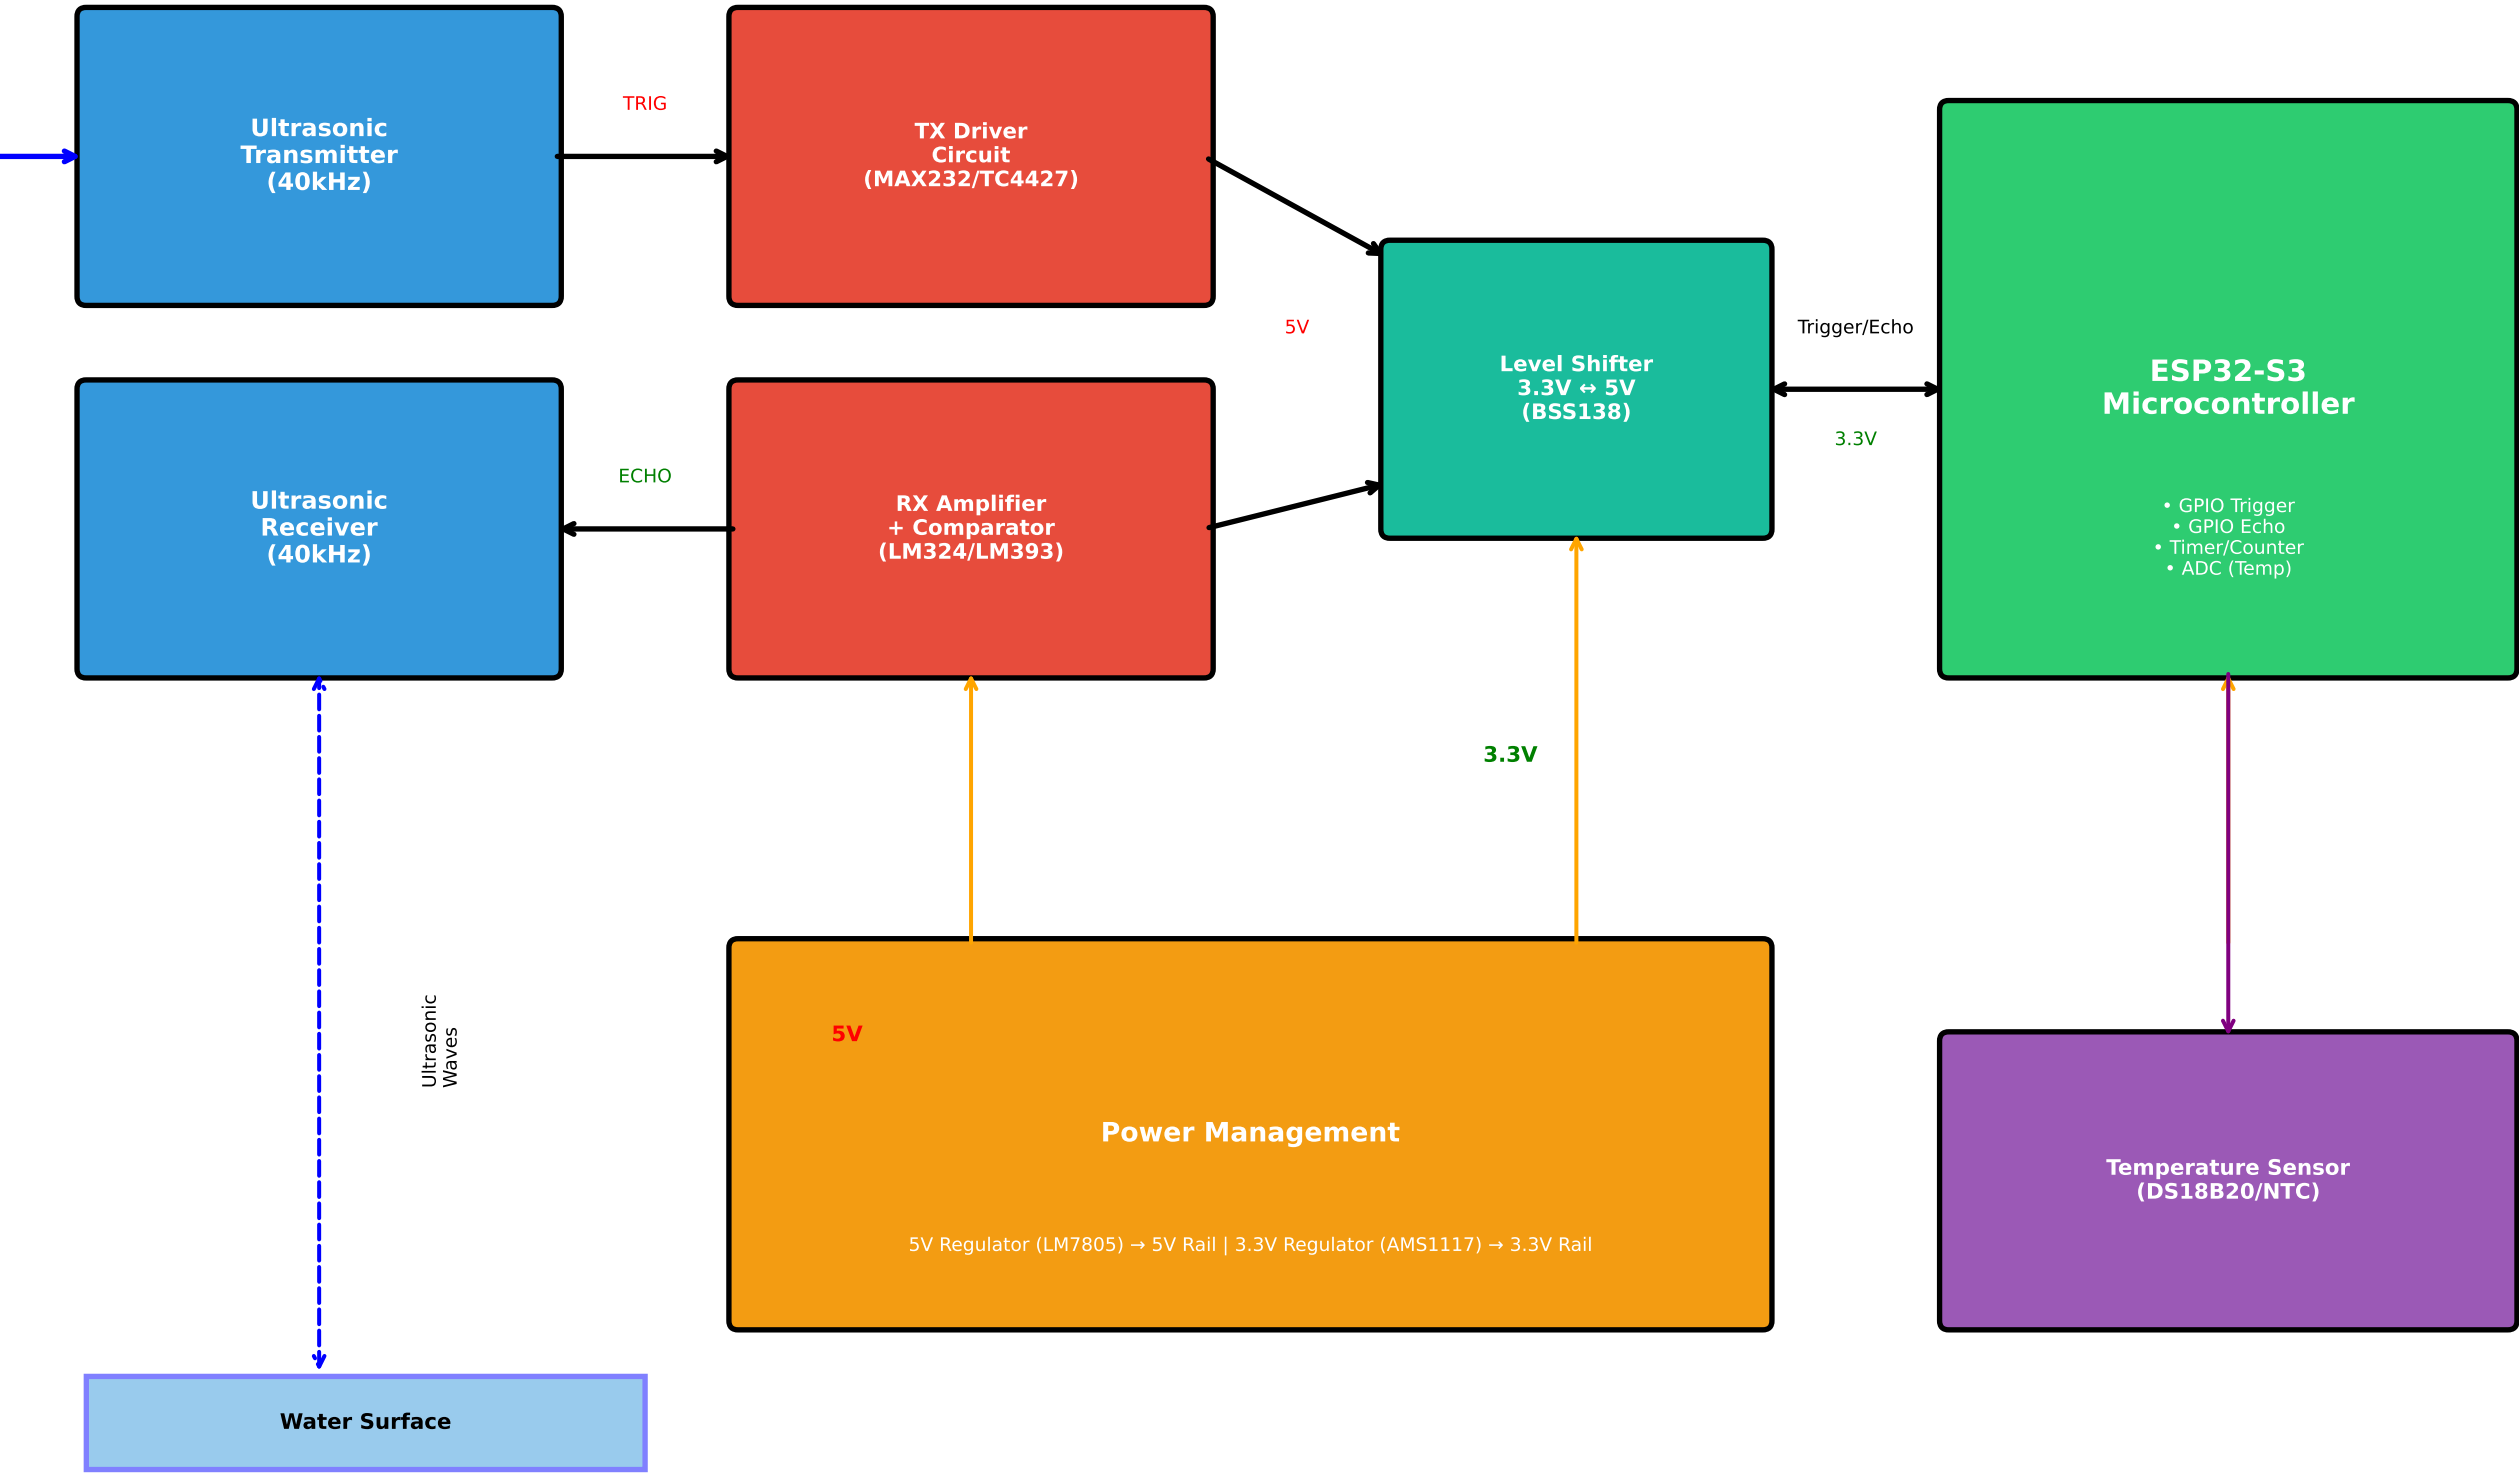 Ultrasonic
Transmitter
(40kHz)
TRIG
TX Driver
Circuit
(MAX232/TC4427)
5V
Level Shifter
3.3V ↔ 5V
(BSS138)
Trigger/Echo
3.3V
ESP32-S3
Microcontroller
• GPIO Trigger
• GPIO Echo
• Timer/Counter
• ADC (Temp)
Ultrasonic
Receiver
(40kHz)
ECHO
RX Amplifier
+ Comparator
(LM324/LM393)
3.3V
Ultrasonic
Waves
5V
Power Management
5V Regulator (LM7805) → 5V Rail | 3.3V Regulator (AMS1117) → 3.3V Rail
Temperature Sensor
(DS18B20/NTC)
Water Surface